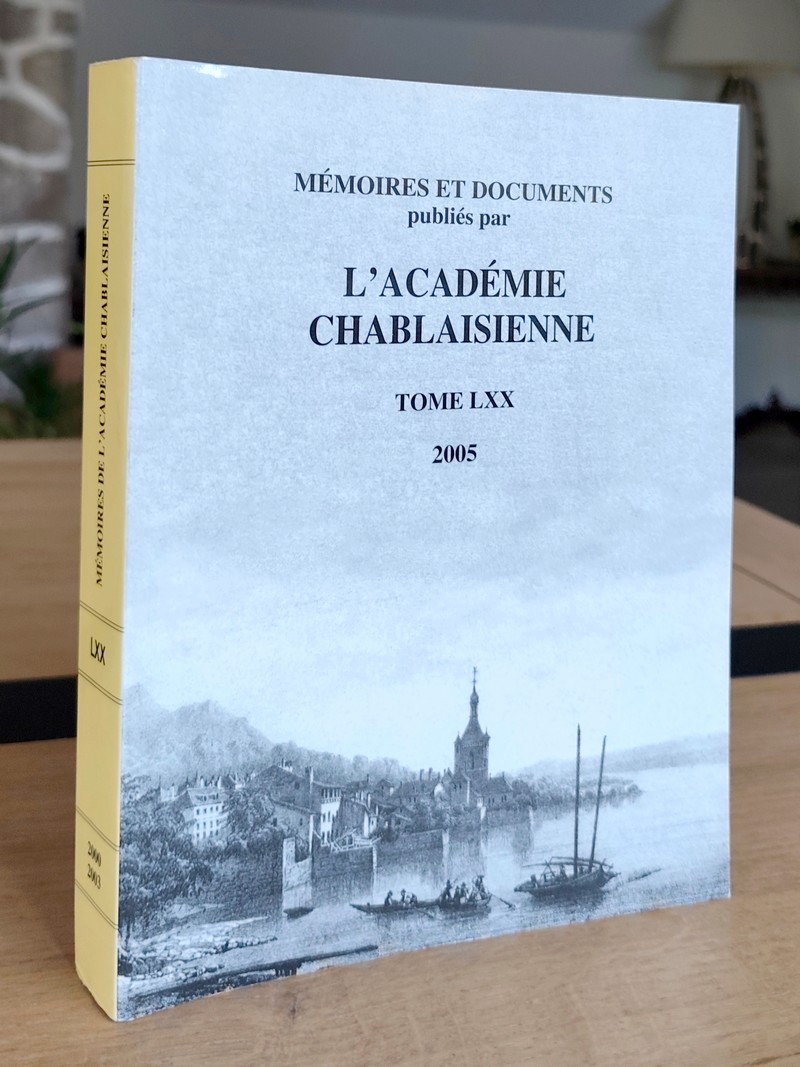 MÉMOIRES ET DOCUMENTS
publiés par
L'ACADÉMIE
CHABLAISIENNE
TOME LXX
2005
MÉMOIRES DE L'ACADÉMIE CHABLAISIENNE
LXX
2000
2003